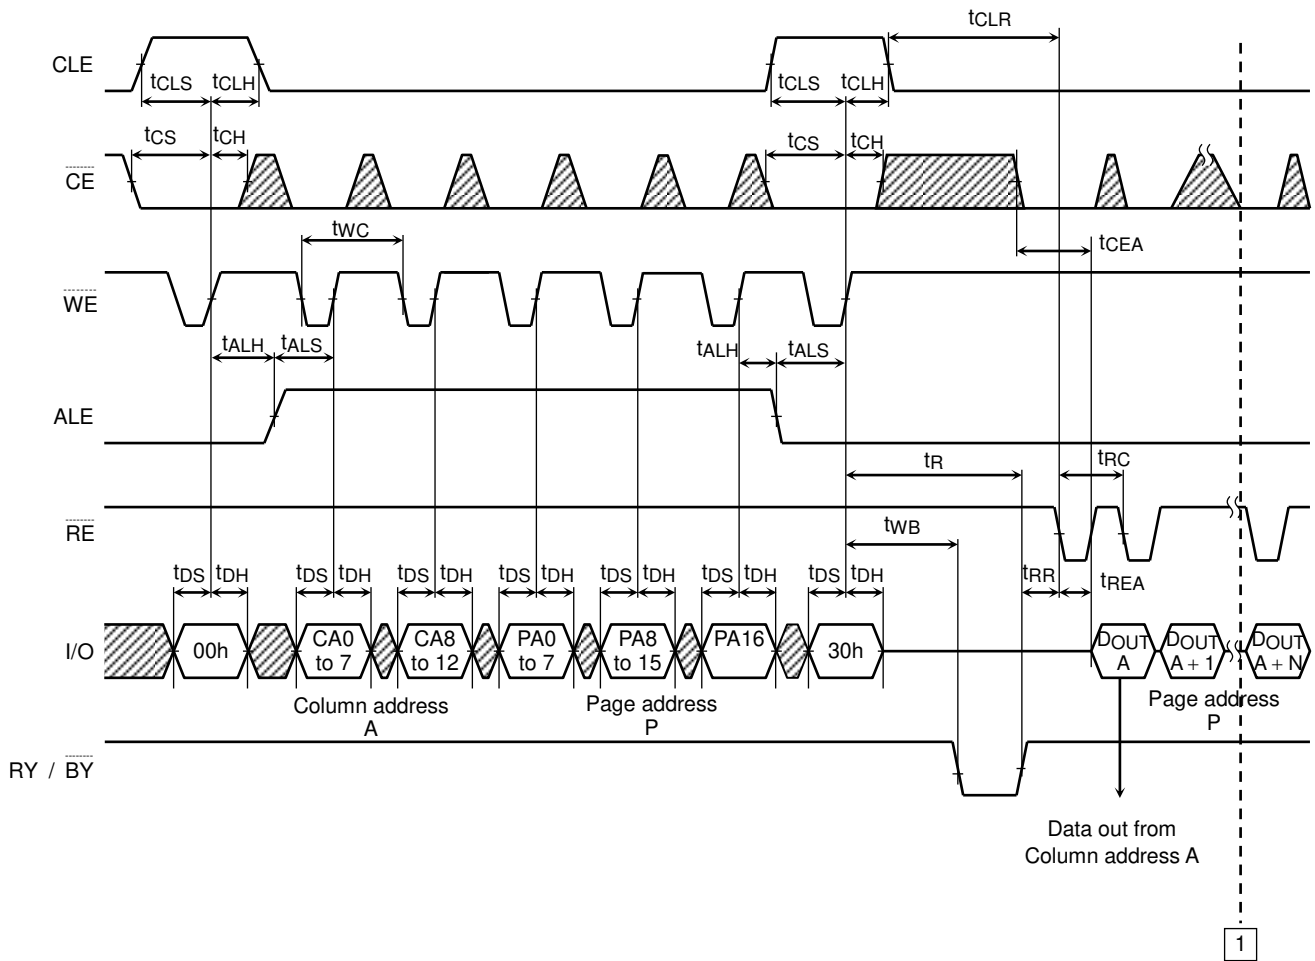 tCLR
CLE
tCLS tCLH tCLS tCLH
tCS tCH tCS tCH
CE
tWC tCEA
WE
tALH tALS tALH tALS
ALE
tR tRC
RE
tWB
tDS tDH tDS tDH tDS tDH tDS tDH tDS tDH tDS tDH tDS tDH tRR tREA
I/O 00h CA0 to 7 CA8 to 12 PA0 to 7 PA8 to 15 PA16 30h DOUT A DOUT A + 1 DOUT A + N
Column address A
Page address P
Page address P
RY / BY
Data out from
Column address A
1